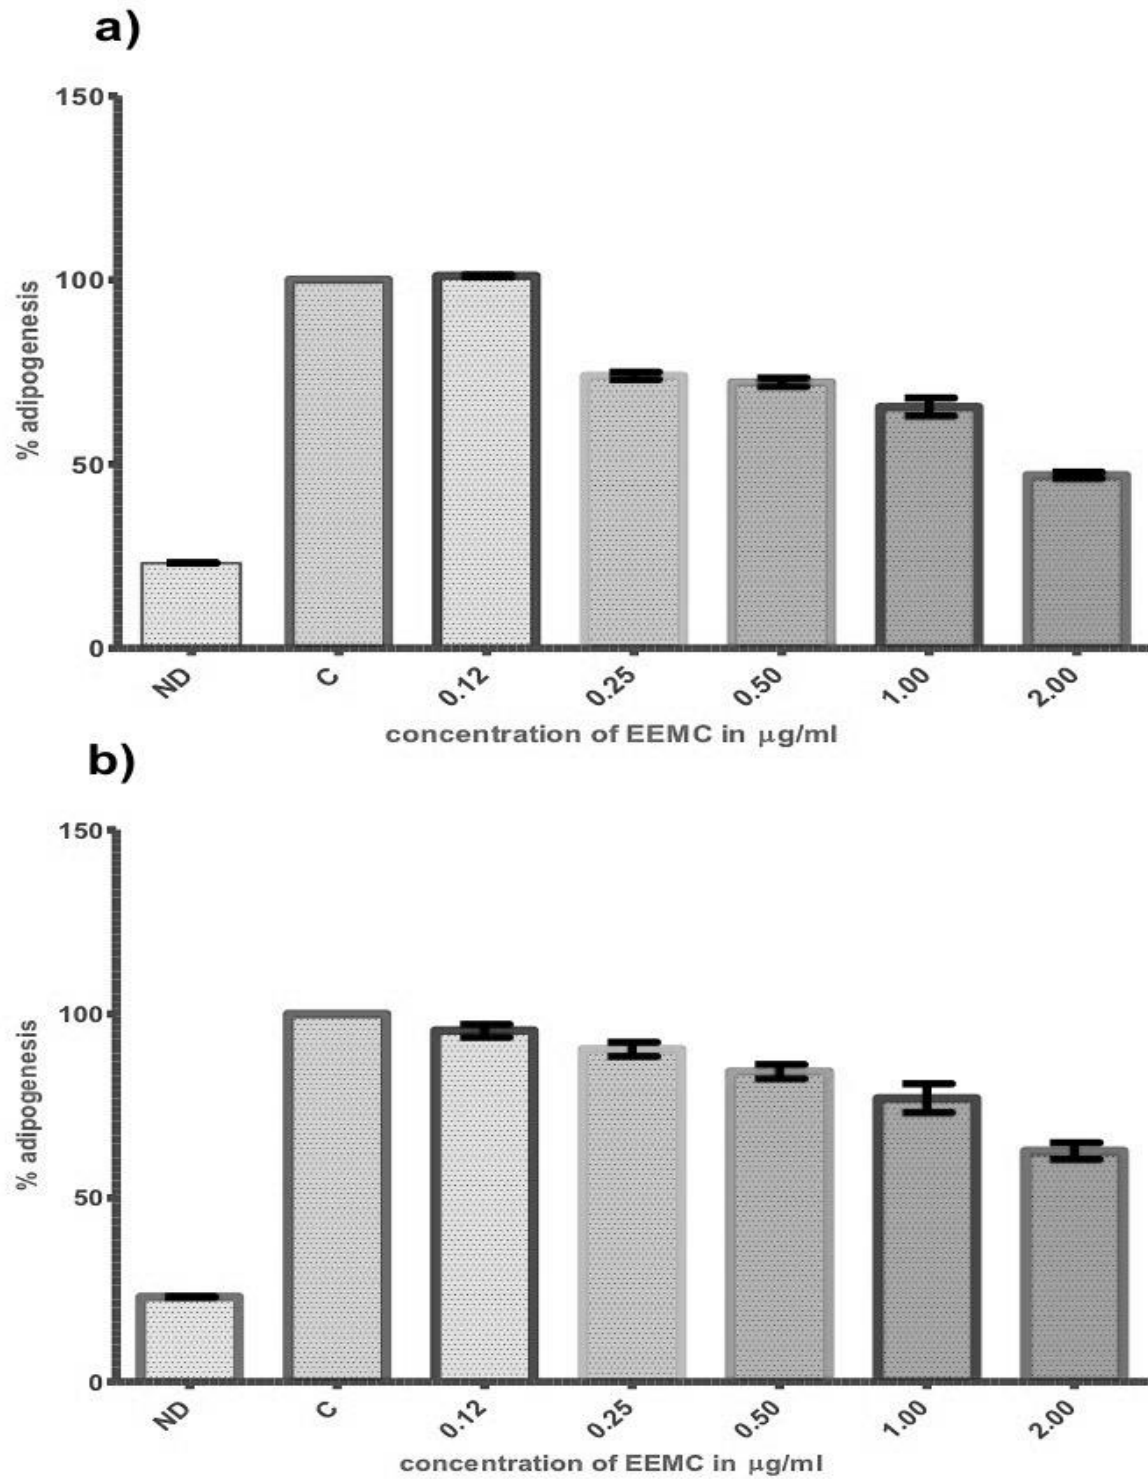 a)
150
100
50
0
% adipogenesis
ND
C
0.12
0.25
0.50
1.00
2.00
concentration of EEMC in µg/ml
b)
150
100
50
0
% adipogenesis
ND
C
0.12
0.25
0.50
1.00
2.00
concentration of EEMC in µg/ml